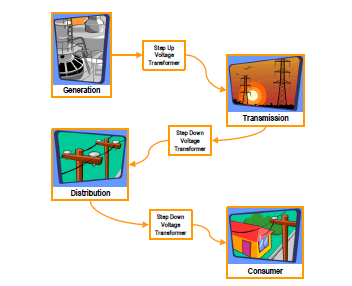 Generation
Step Up
Voltage
Transformer
Transmission
Step Down
Voltage
Transformer
Distribution
Step Down
Voltage
Transformer
Consumer